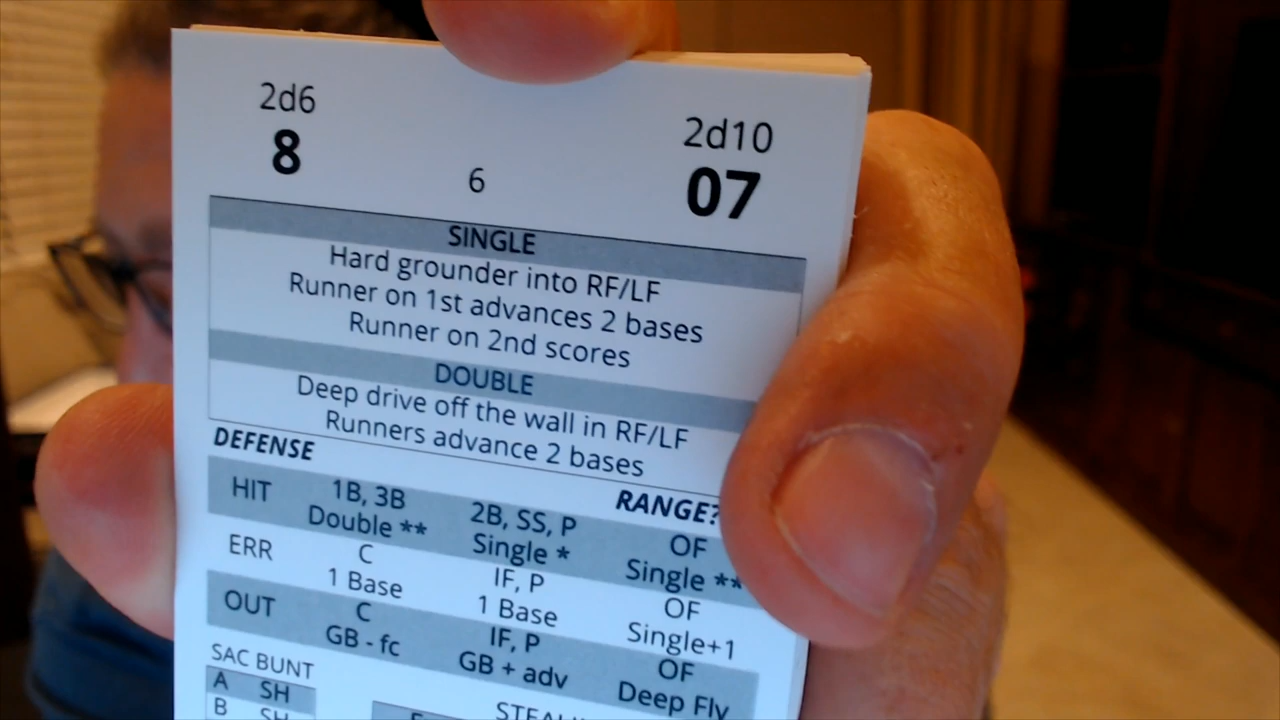 2d6 2d10
8 6 07
SINGLE
Hard grounder into RF/LF
Runner on 1st advances 2 bases
Runner on 2nd scores
DOUBLE
Deep drive off the wall in RF/LF
Runners advance 2 bases
DEFENSE RANGE?
HIT 1B, 3B 2B, SS, P OF
Double ** Single * Single **
ERR C IF, P OF
1 Base 1 Base Single+1
OUT C IF, P OF
GB - fc GB + adv Deep Fly
SAC BUNT
A SH
B SH